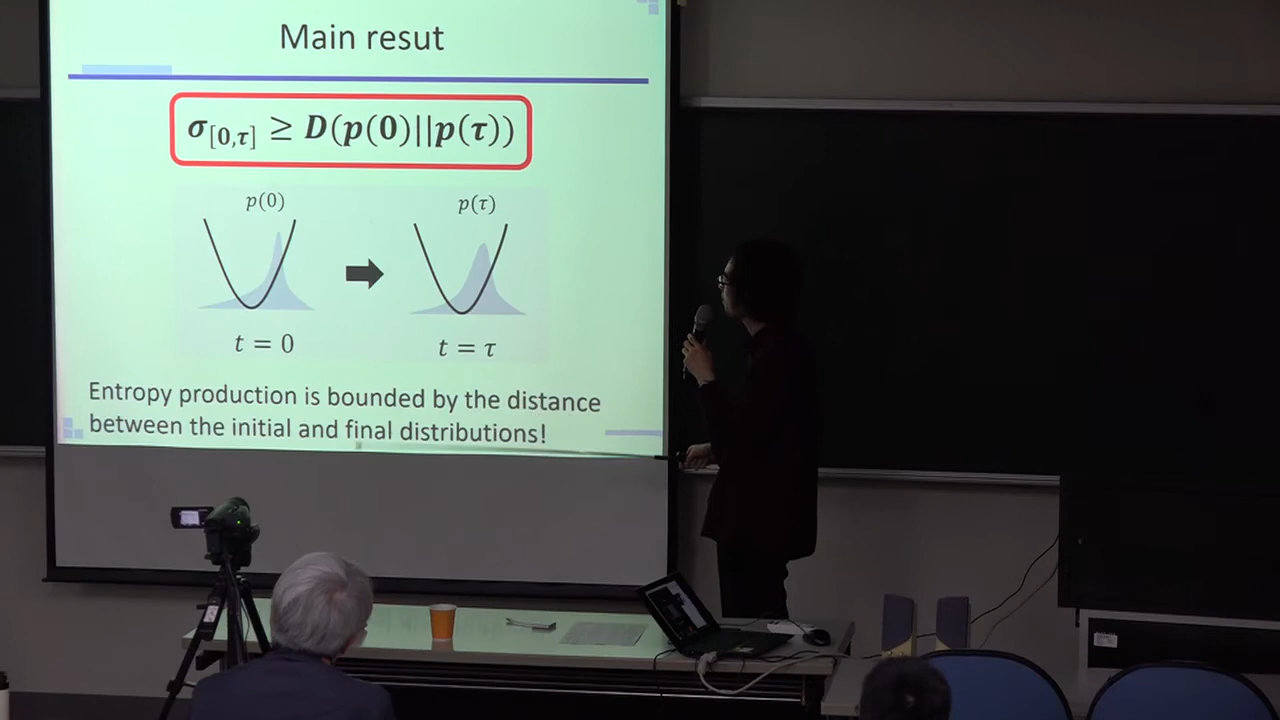 Main resut
σ[0,τ] ≥ D(p(0)||p(τ))
p(0)
p(τ)
t = 0
t = τ
Entropy production is bounded by the distance
between the initial and final distributions!